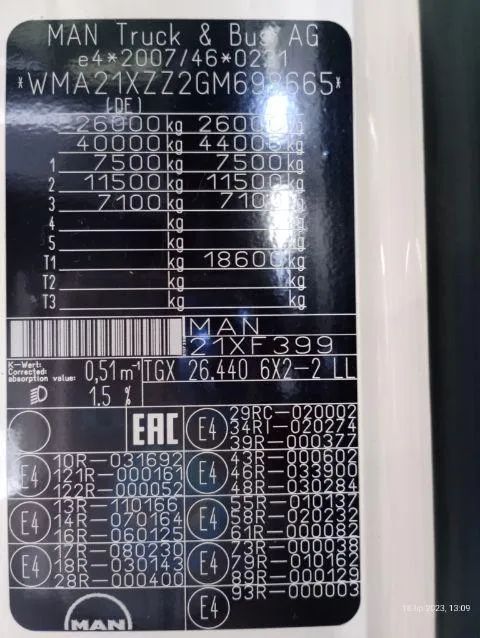 MAN Truck & Bus AG
e4*2007/46*0231
*WMA21XZZ2GM698665*
(DE)
26000 kg 26000 kg
40000 kg 44000 kg
1 7500 kg 7500 kg
2 11500 kg 11500 kg
3 7100 kg 7100 kg
4 kg kg
5 kg kg
T1 kg 18600 kg
T2 kg kg
T3 kg kg
MAN
21XF399
K-Wert:
Corrected
absorption value: 0,51 m⁻¹ TGX 26.440 6X2-2 LL
1.5 %
EAC
E4 29RC-020002
34RT-020274
39R-000377
E4 10R-031692
121R-000161
122R-000052
E4 43R-000602
46R-033900
48R-030284
E4 13R-110166
14R-070164
16R-060125
E4 55R-010137
58R-020232
61R-000082
E4 17R-080230
18R-030143
28R-000400
E4 73R-000038
79R-010162
89R-000129
E4 93R-000003
MAN
18 lip 2023, 13:09